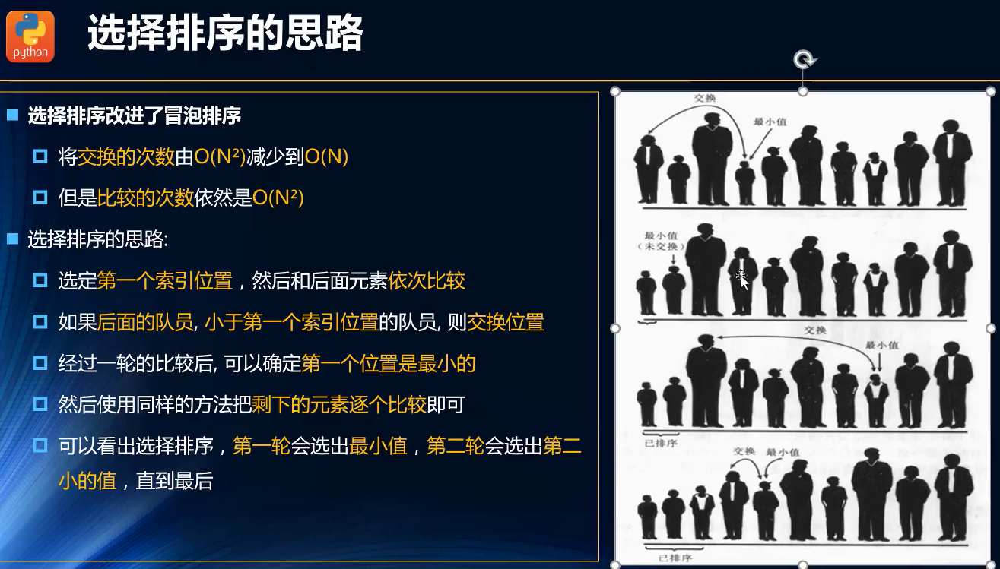 python
选择排序的思路
选择排序改进了冒泡排序
将交换的次数由O(N²)减少到O(N)
但是比较的次数依然是O(N²)
选择排序的思路:
选定第一个索引位置，然后和后面元素依次比较
如果后面的队员, 小于第一个索引位置的队员, 则交换位置
经过一轮的比较后, 可以确定第一个位置是最小的
然后使用同样的方法把剩下的元素逐个比较即可
可以看出选择排序，第一轮会选出最小值，第二轮会选出第二
小的值，直到最后
交换
最小值
最小值
（未交换）
交换
最小值
已排序
交换
最小值
已排序